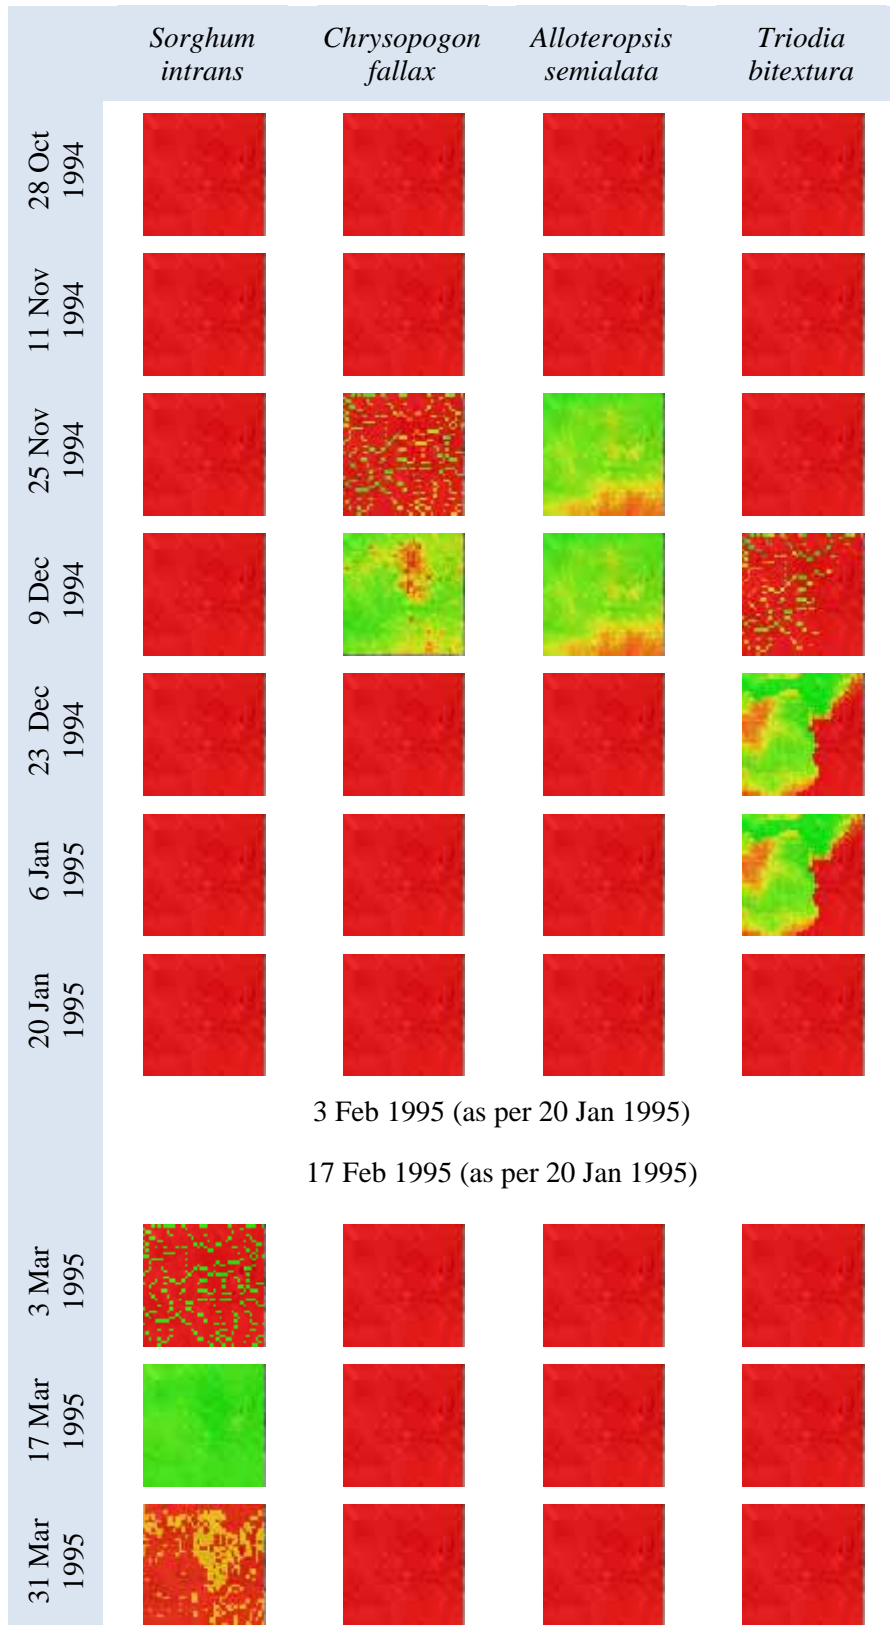 Sorghum
intrans
Chrysopogon
fallax
Alloteropsis
semialata
Triodia
bitextura
28 Oct
1994
11 Nov
1994
25 Nov
1994
9 Dec
1994
23 Dec
1994
6 Jan
1995
20 Jan
1995
3 Feb 1995 (as per 20 Jan 1995)
17 Feb 1995 (as per 20 Jan 1995)
3 Mar
1995
17 Mar
1995
31 Mar
1995